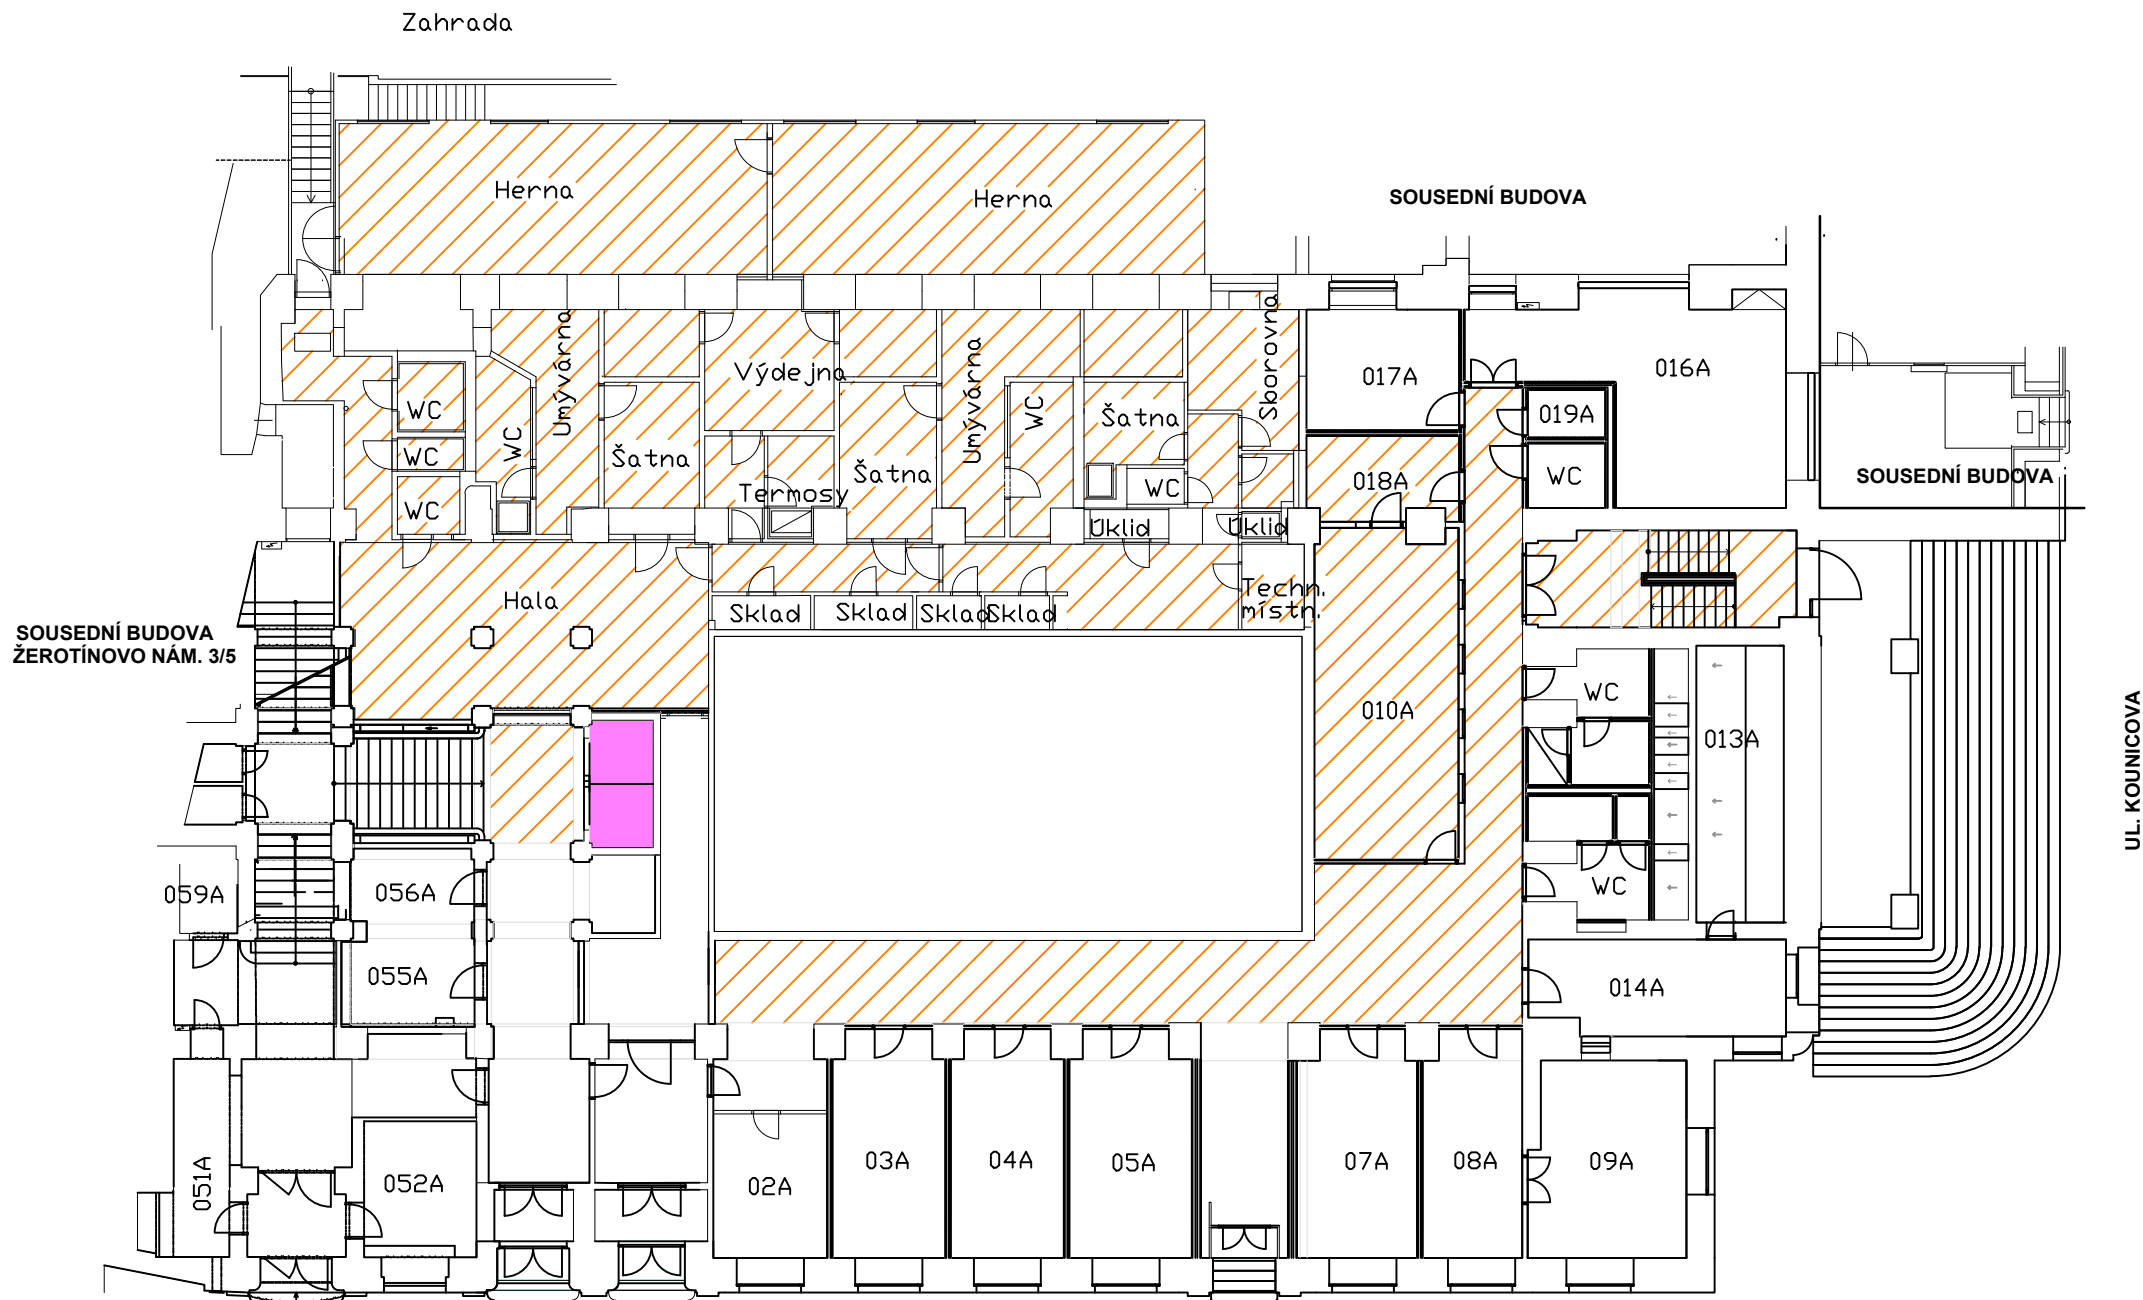 Zahrada
Herna
Herna
SOUSEDNÍ BUDOVA
Umývárna
Výdejna
Umývárna
Sborovna
017A
016A
WC
WC
WC
WC
Šatna
Termosy
Šatna
WC
Šatna
WC
Úklid
Úklid
018A
019A
WC
SOUSEDNÍ BUDOVA
Hala
Sklad
Sklad
Sklad
Sklad
Techn.
místn.
SOUSEDNÍ BUDOVA
ŽEROTÍNOVO NÁM. 3/5
010A
WC
013A
UL. KOUNICOVA
059A
056A
WC
055A
014A
051A
052A
02A
03A
04A
05A
07A
08A
09A